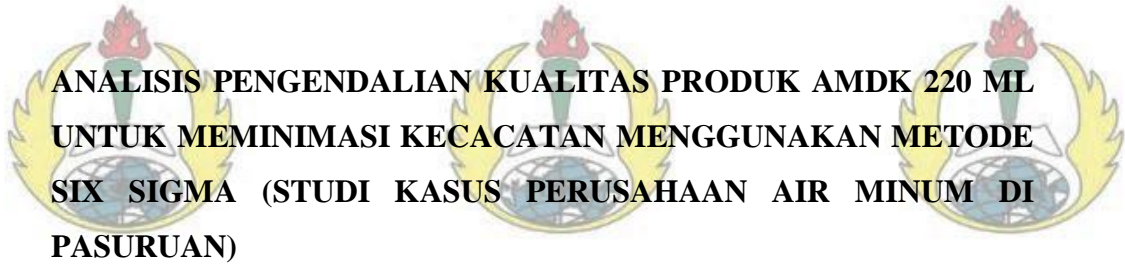 ANALISIS PENGENDALIAN KUALITAS PRODUK AMDK 220 ML
UNTUK MEMINIMASI KECACATAN MENGGUNAKAN METODE
SIX SIGMA (STUDI KASUS PERUSAHAAN AIR MINUM DI
PASURUAN)